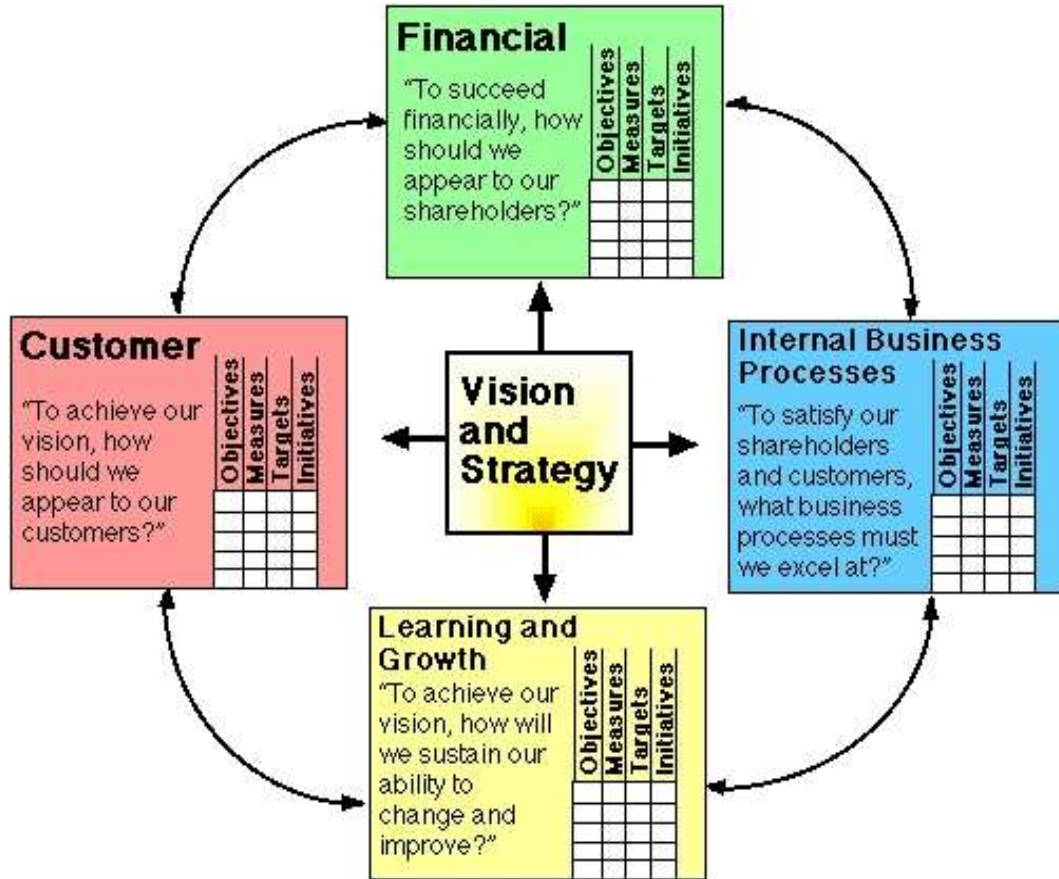 Financial
“To succeed
financially, how
should we
appear to our
shareholders?”
Objectives
Measures
Targets
Initiatives
Customer
“To achieve our
vision, how
should we
appear to our
customers?”
Objectives
Measures
Targets
Initiatives
Vision
and
Strategy
Internal Business
Processes
“To satisfy our
shareholders
and customers,
what business
processes must
we excel at?”
Objectives
Measures
Targets
Initiatives
Learning and
Growth
“To achieve our
vision, how will
we sustain our
ability to
change and
improve?”
Objectives
Measures
Targets
Initiatives